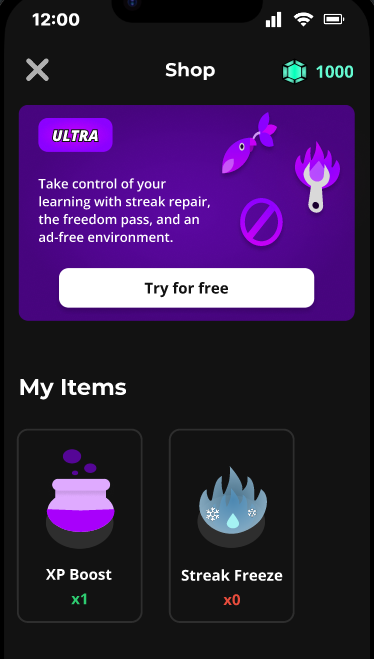 12:00
Shop
1000
ULTRA
Take control of your
learning with streak repair,
the freedom pass, and an
ad-free environment.
Try for free
My Items
XP Boost
x1
Streak Freeze
x0